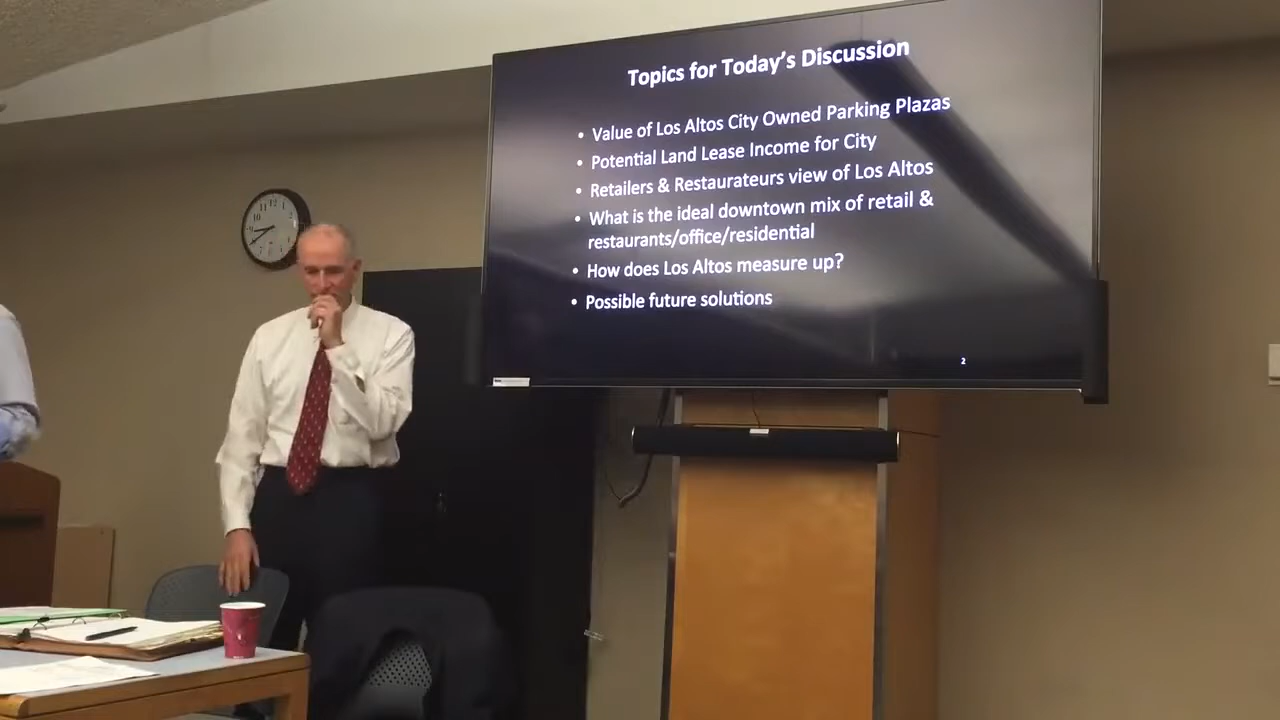 Topics for Today's Discussion
• Value of Los Altos City Owned Parking Plazas
• Potential Land Lease Income for City
• Retailers & Restaurateurs view of Los Altos
• What is the ideal downtown mix of retail &
restaurants/office/residential
• How does Los Altos measure up?
• Possible future solutions
2